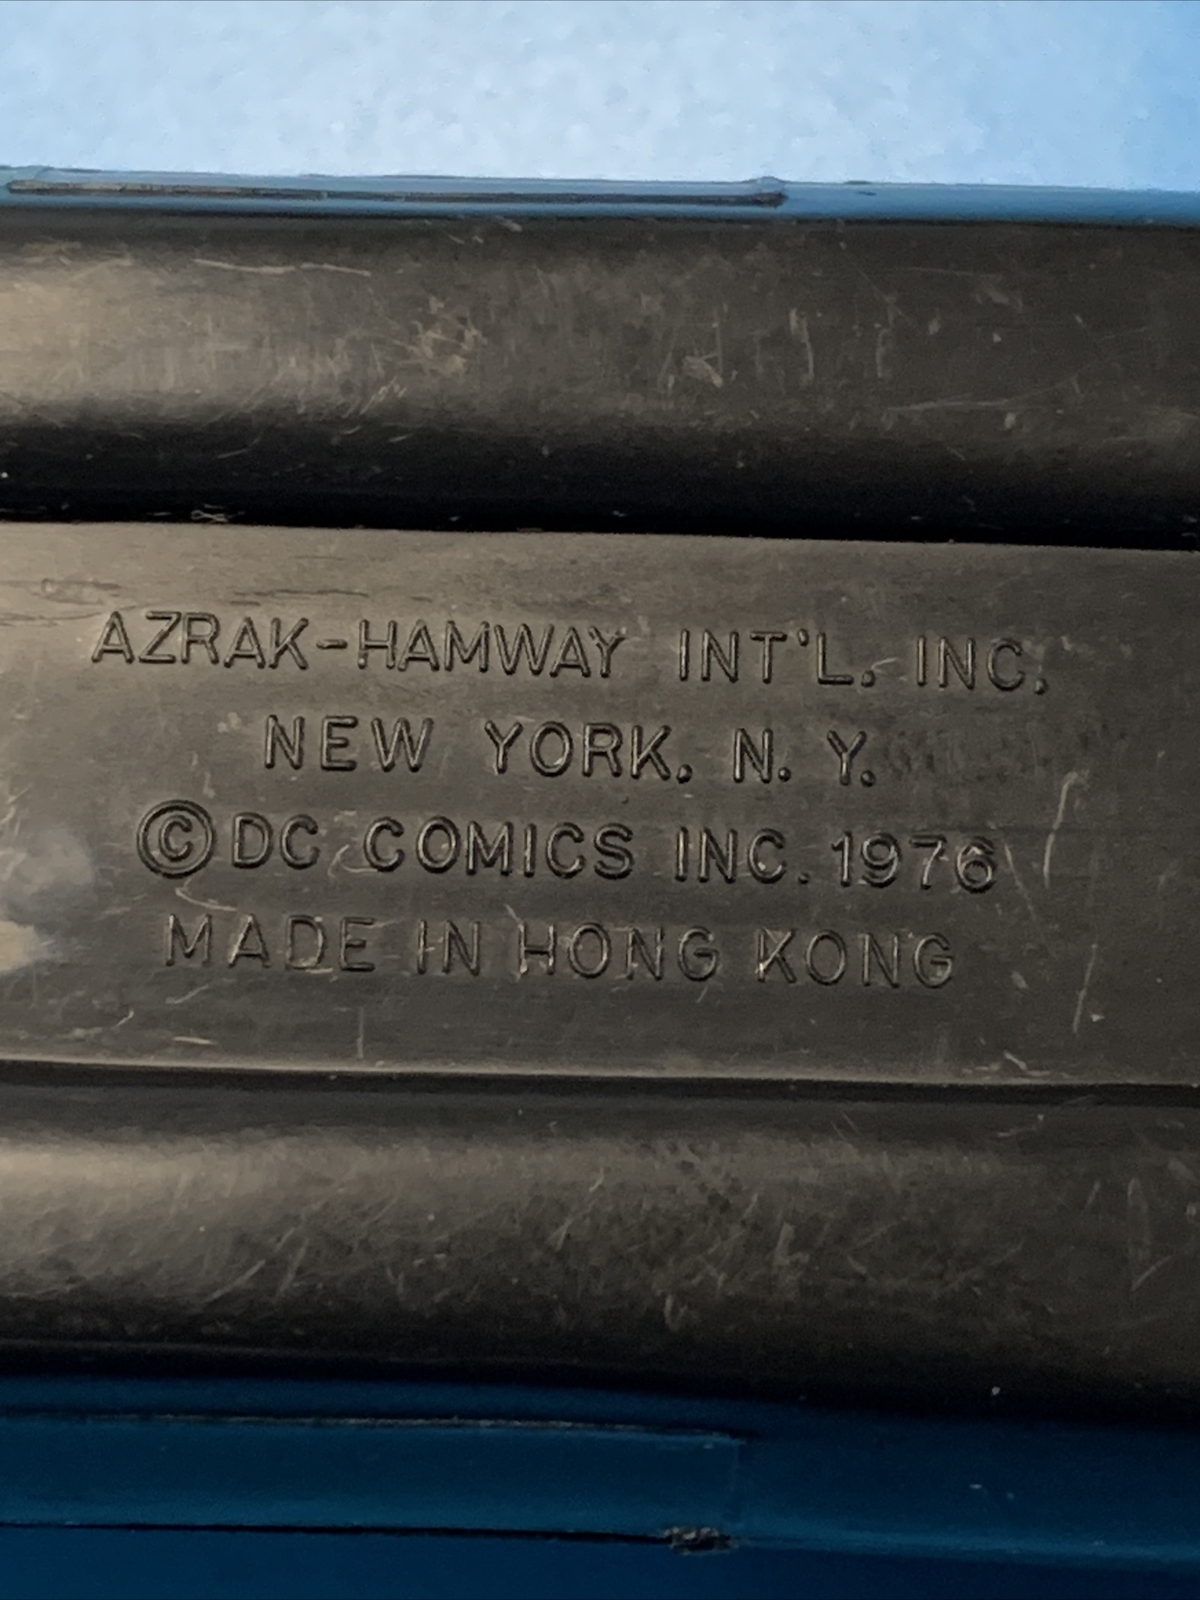 AZRAK-HAMWAY INT'L. INC.
NEW YORK. N. Y.
©DC COMICS INC. 1976
MADE IN HONG KONG